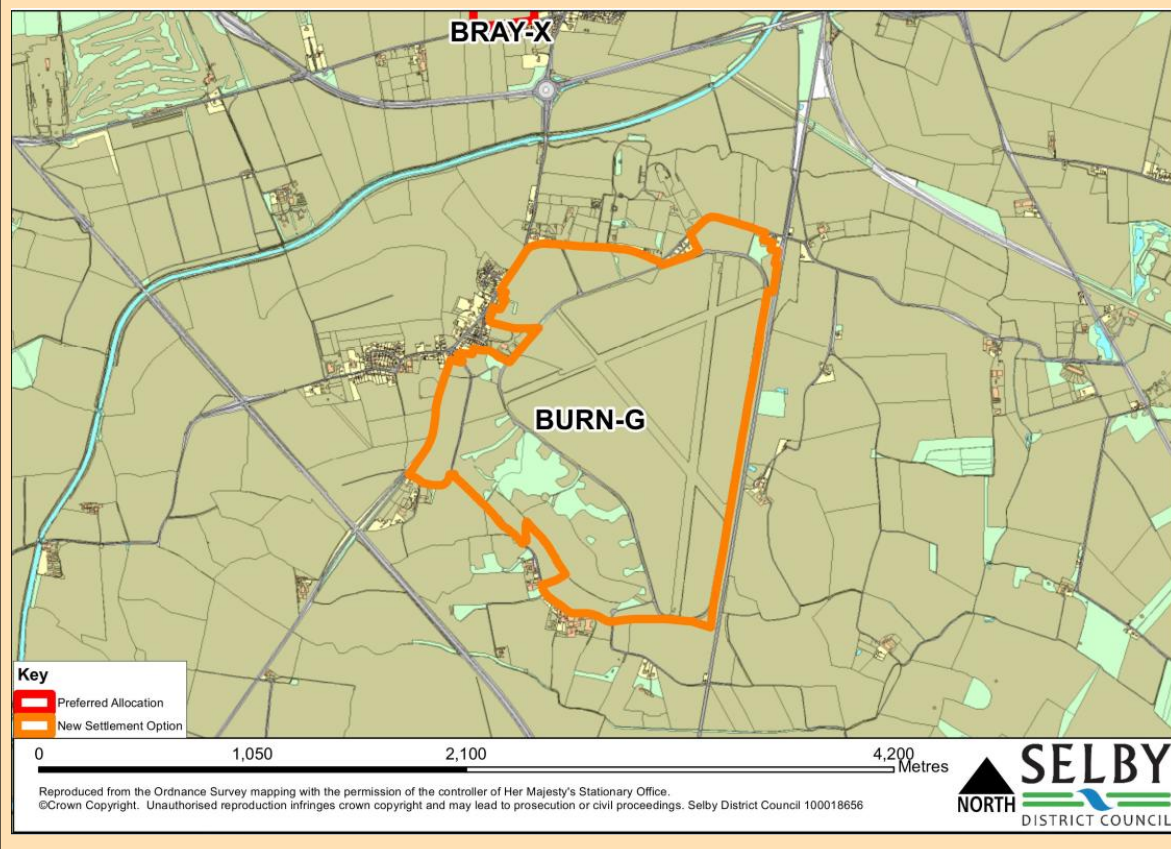 BRAY-X
BURN-G
Key
Preferred Allocation
New Settlement Option
0 1,050 2,100 4,200
Metres
Reproduced from the Ordnance Survey mapping with the permission of the controller of Her Majesty's Stationary Office.
©Crown Copyright. Unauthorised reproduction infringes crown copyright and may lead to prosecution or civil proceedings. Selby District Council 100018656
NORTH
SELBY
DISTRICT COUNCIL